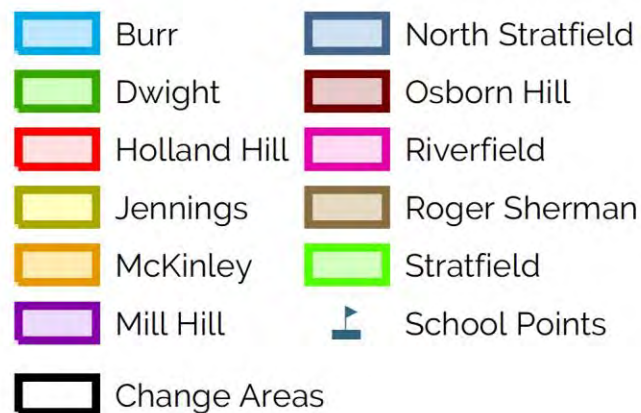 Burr
Dwight
Holland Hill
Jennings
McKinley
Mill Hill
Change Areas
North Stratfield
Osborn Hill
Riverfield
Roger Sherman
Stratfield
School Points